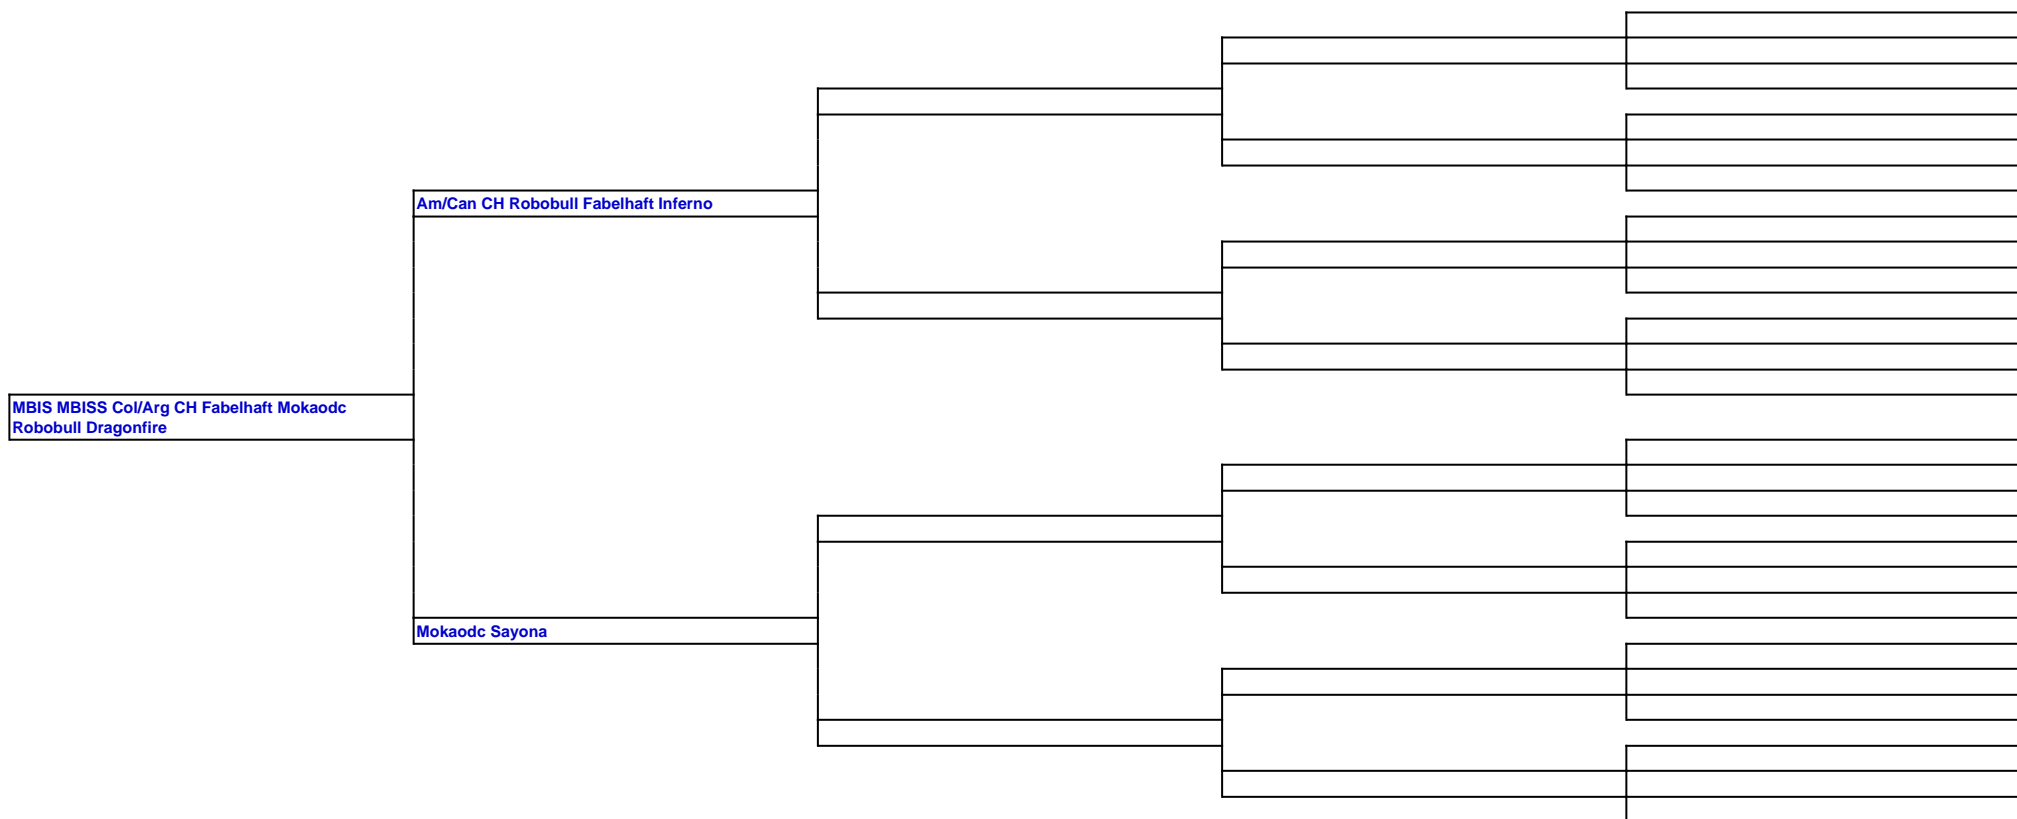 Am/Can CH Robobull Fabelhaft Inferno
MBIS MBISS Col/Arg CH Fabelhaft Mokaodc
Robobull Dragonfire
Mokaodc Sayona